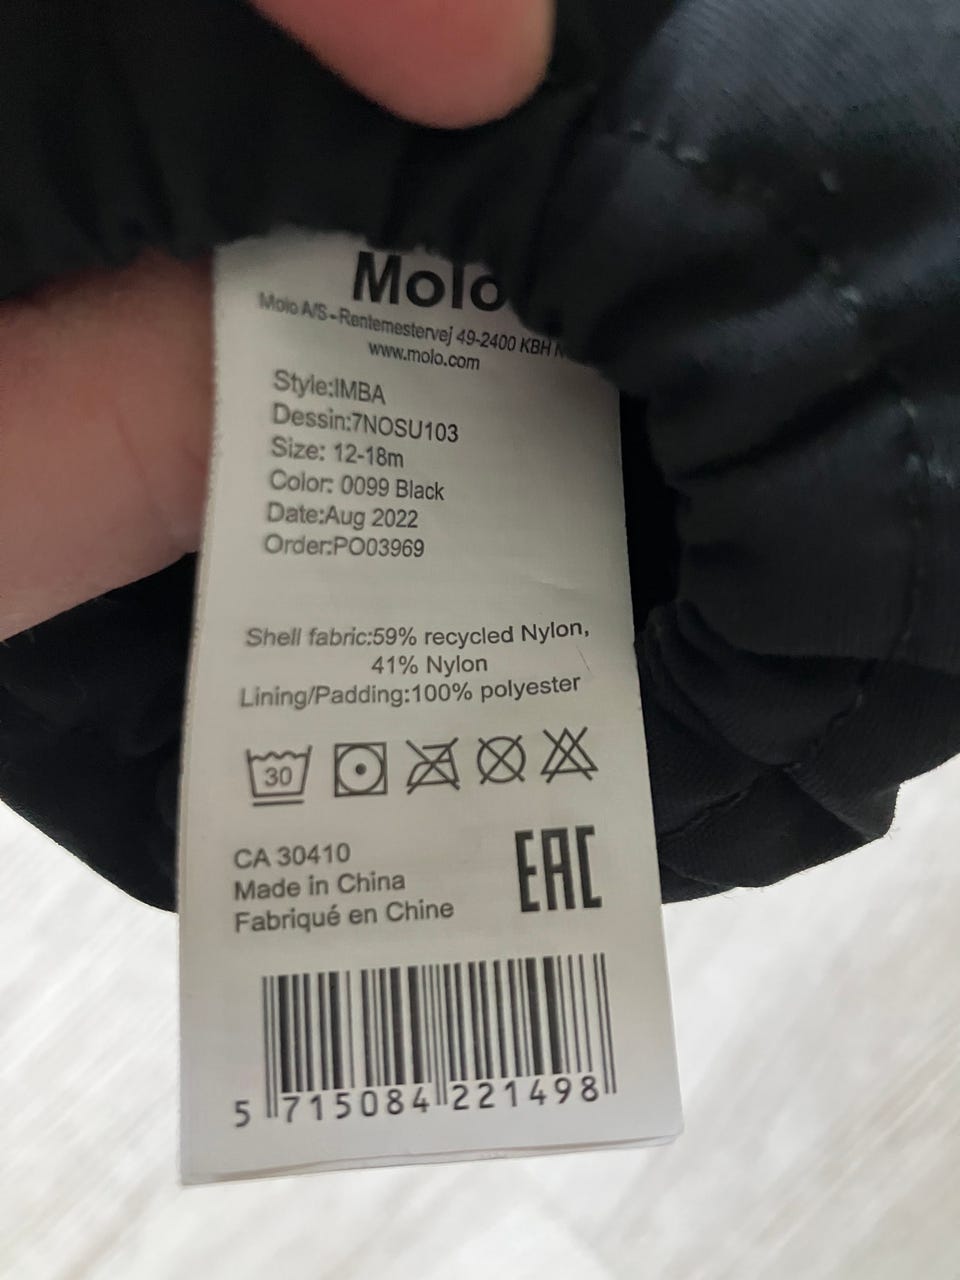 Molo
Molo A/S - Rentemestervej 49-2400 KBH
www.molo.com
Style:IMBA
Dessin:7NOSU103
Size: 12-18m
Color: 0099 Black
Date:Aug 2022
Order:PO03969
Shell fabric:59% recycled Nylon,
41% Nylon
Lining/Padding:100% polyester
30
CA 30410
Made in China
Fabriqué en Chine
EAC
5 715084 221498